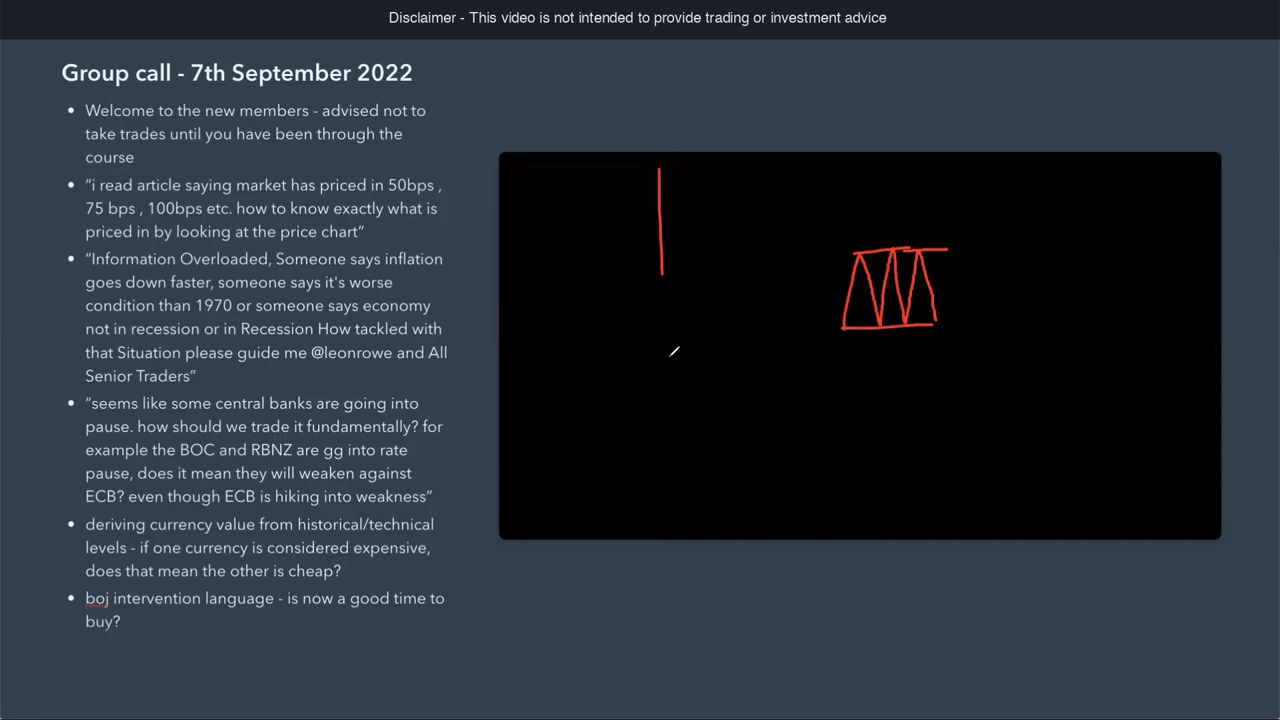 Disclaimer - This video is not intended to provide trading or investment advice
Group call - 7th September 2022
• Welcome to the new members - advised not to
take trades until you have been through the
course
• “i read article saying market has priced in 50bps ,
75 bps , 100bps etc. how to know exactly what is
priced in by looking at the price chart”
• “Information Overloaded, Someone says inflation
goes down faster, someone says it's worse
condition than 1970 or someone says economy
not in recession or in Recession How tackled with
that Situation please guide me @leonrowe and All
Senior Traders”
• “seems like some central banks are going into
pause. how should we trade it fundamentally? for
example the BOC and RBNZ are gg into rate
pause, does it mean they will weaken against
ECB? even though ECB is hiking into weakness”
• deriving currency value from historical/technical
levels - if one currency is considered expensive,
does that mean the other is cheap?
• boj intervention language - is now a good time to
buy?